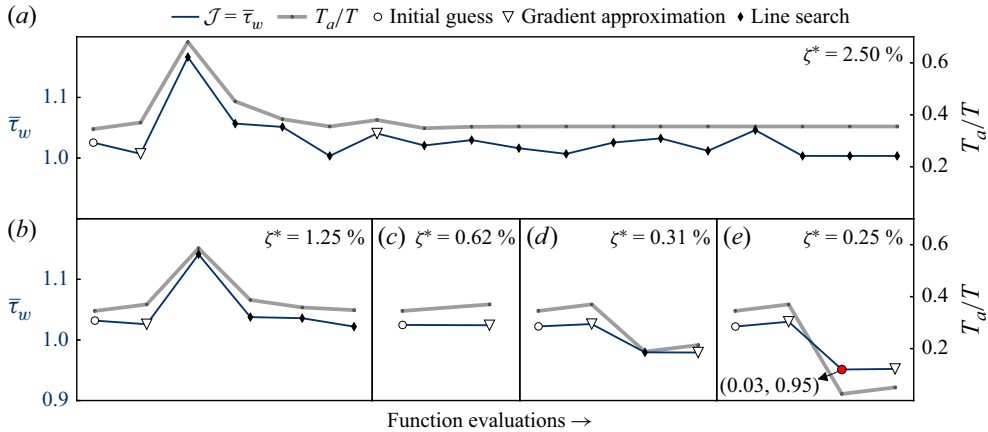 (a) 𝒥 = τ̅w Ta/T Initial guess Gradient approximation Line search
ζ* = 2.50 %
1.1
1.0
τ̅w
0.6
0.4
0.2
Ta/T
(b) ζ* = 1.25 % (c) ζ* = 0.62 % (d) ζ* = 0.31 % (e) ζ* = 0.25 %
1.1
1.0
0.9
τ̅w
0.6
0.4
0.2
Ta/T
(0.03, 0.95)
Function evaluations →